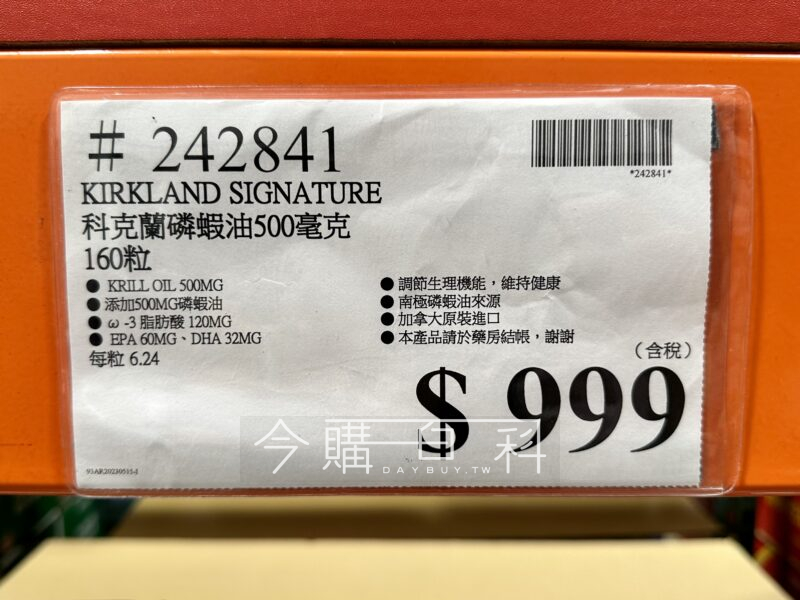 # 242841
*242841*
KIRKLAND SIGNATURE
科克蘭磷蝦油500毫克
160粒
● KRILL OIL 500MG
● 添加500MG磷蝦油
● ω -3 脂肪酸 120MG
● EPA 60MG、DHA 32MG
每粒 6.24
● 調節生理機能，維持健康
● 南極磷蝦油來源
● 加拿大原裝進口
● 本產品請於藥房結帳，謝謝
（含稅）
$ 999
今購百科
DAYBUY.TW